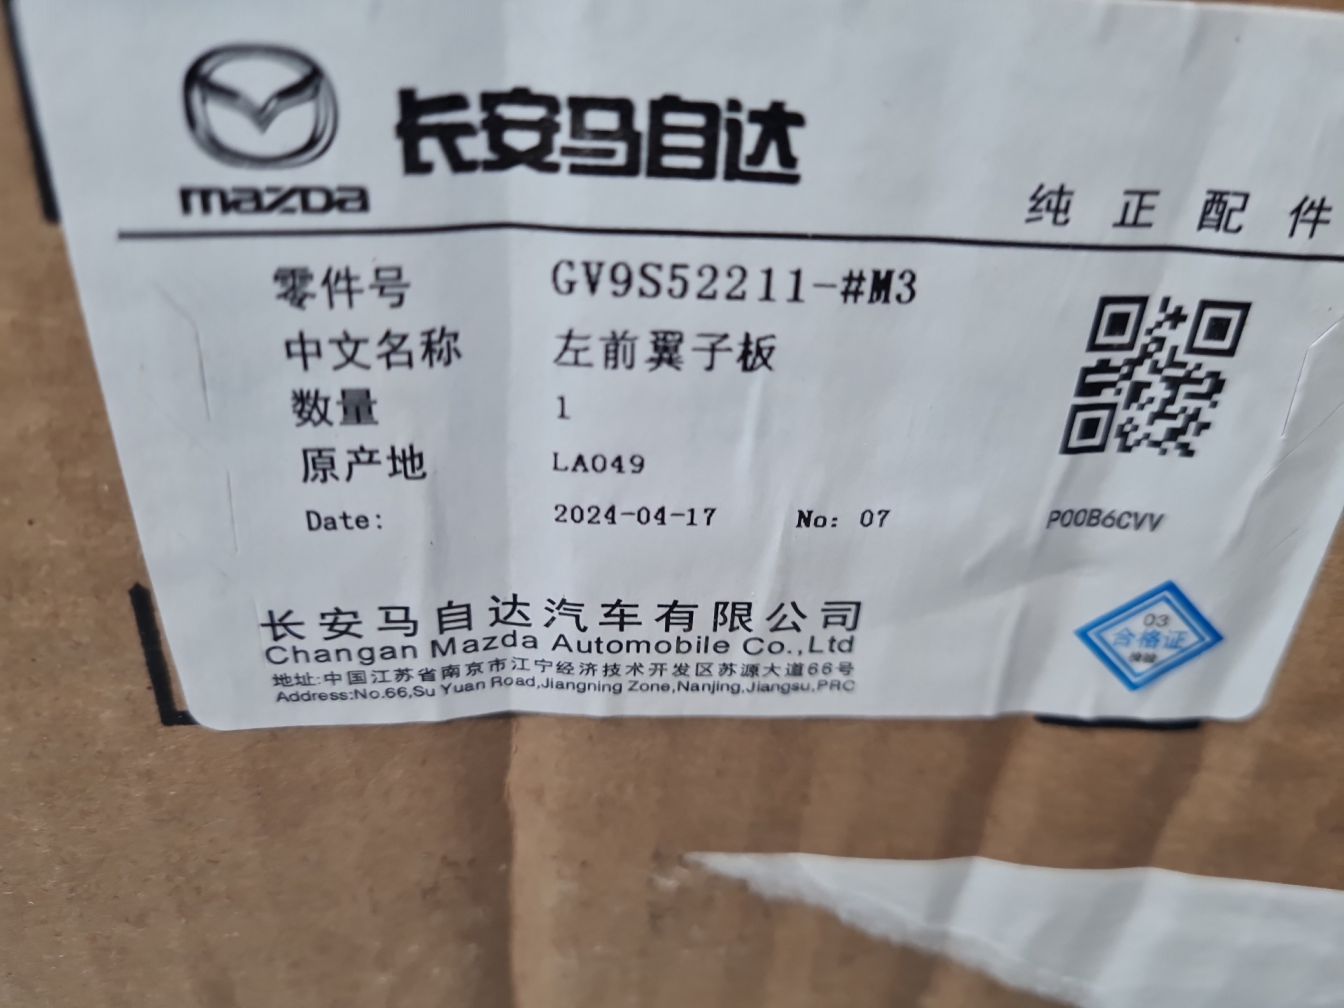 mazda
长安马自达
纯正配件
零件号 GV9S52211-#M3
中文名称 左前翼子板
数量 1
原产地 LA049
Date: 2024-04-17 No: 07
P00B6CVV
03
合格证
检验
长安马自达汽车有限公司
Changan Mazda Automobile Co.,Ltd
地址:中国江苏省南京市江宁经济技术开发区苏源大道66号
Address:No.66,Su Yuan Road,Jiangning Zone,Nanjing,Jiangsu,PRC